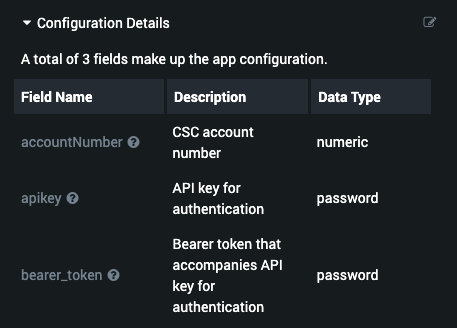 Configuration Details
A total of 3 fields make up the app configuration.
Field Name Description Data Type
accountNumber CSC account number numeric
apikey API key for authentication password
bearer_token Bearer token that accompanies API key for authentication password